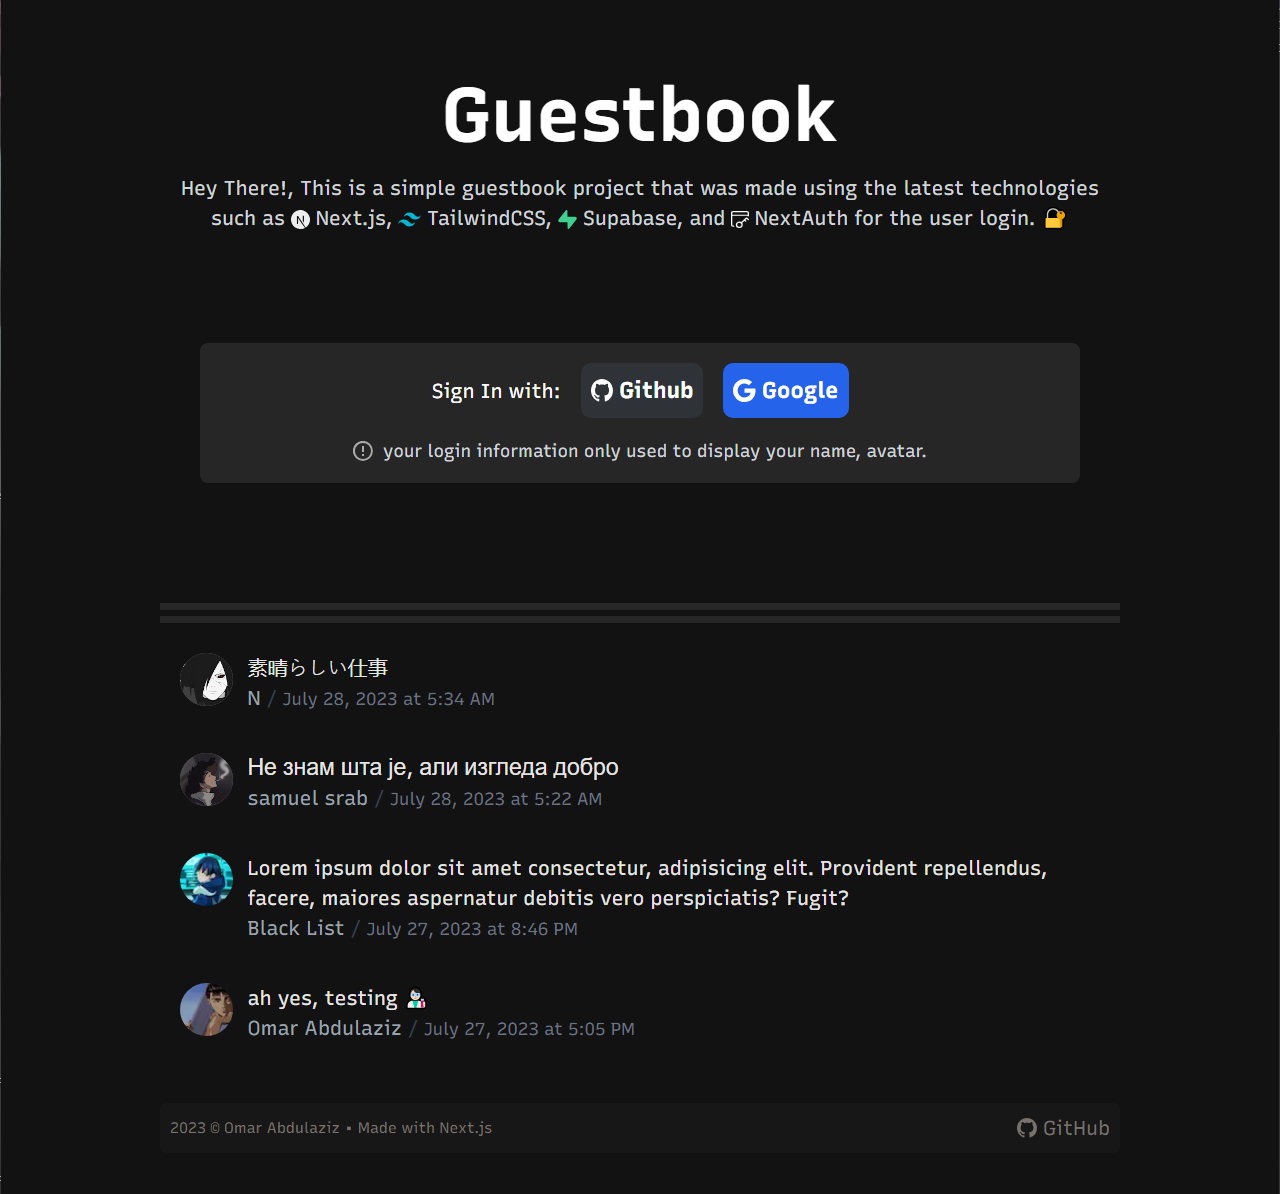 Guestbook
Hey There!, This is a simple guestbook project that was made using the latest technologies
such as Next.js, TailwindCSS, Supabase, and NextAuth for the user login. 🔐
Sign In with: Github Google
your login information only used to display your name, avatar.
素晴らしい仕事
N / July 28, 2023 at 5:34 AM
Не знам шта је, али изгледа добро
samuel srab / July 28, 2023 at 5:22 AM
Lorem ipsum dolor sit amet consectetur, adipisicing elit. Provident repellendus,
facere, maiores aspernatur debitis vero perspiciatis? Fugit?
Black List / July 27, 2023 at 8:46 PM
ah yes, testing 👩🏻‍🔬
Omar Abdulaziz / July 27, 2023 at 5:05 PM
2023 © Omar Abdulaziz • Made with Next.js GitHub